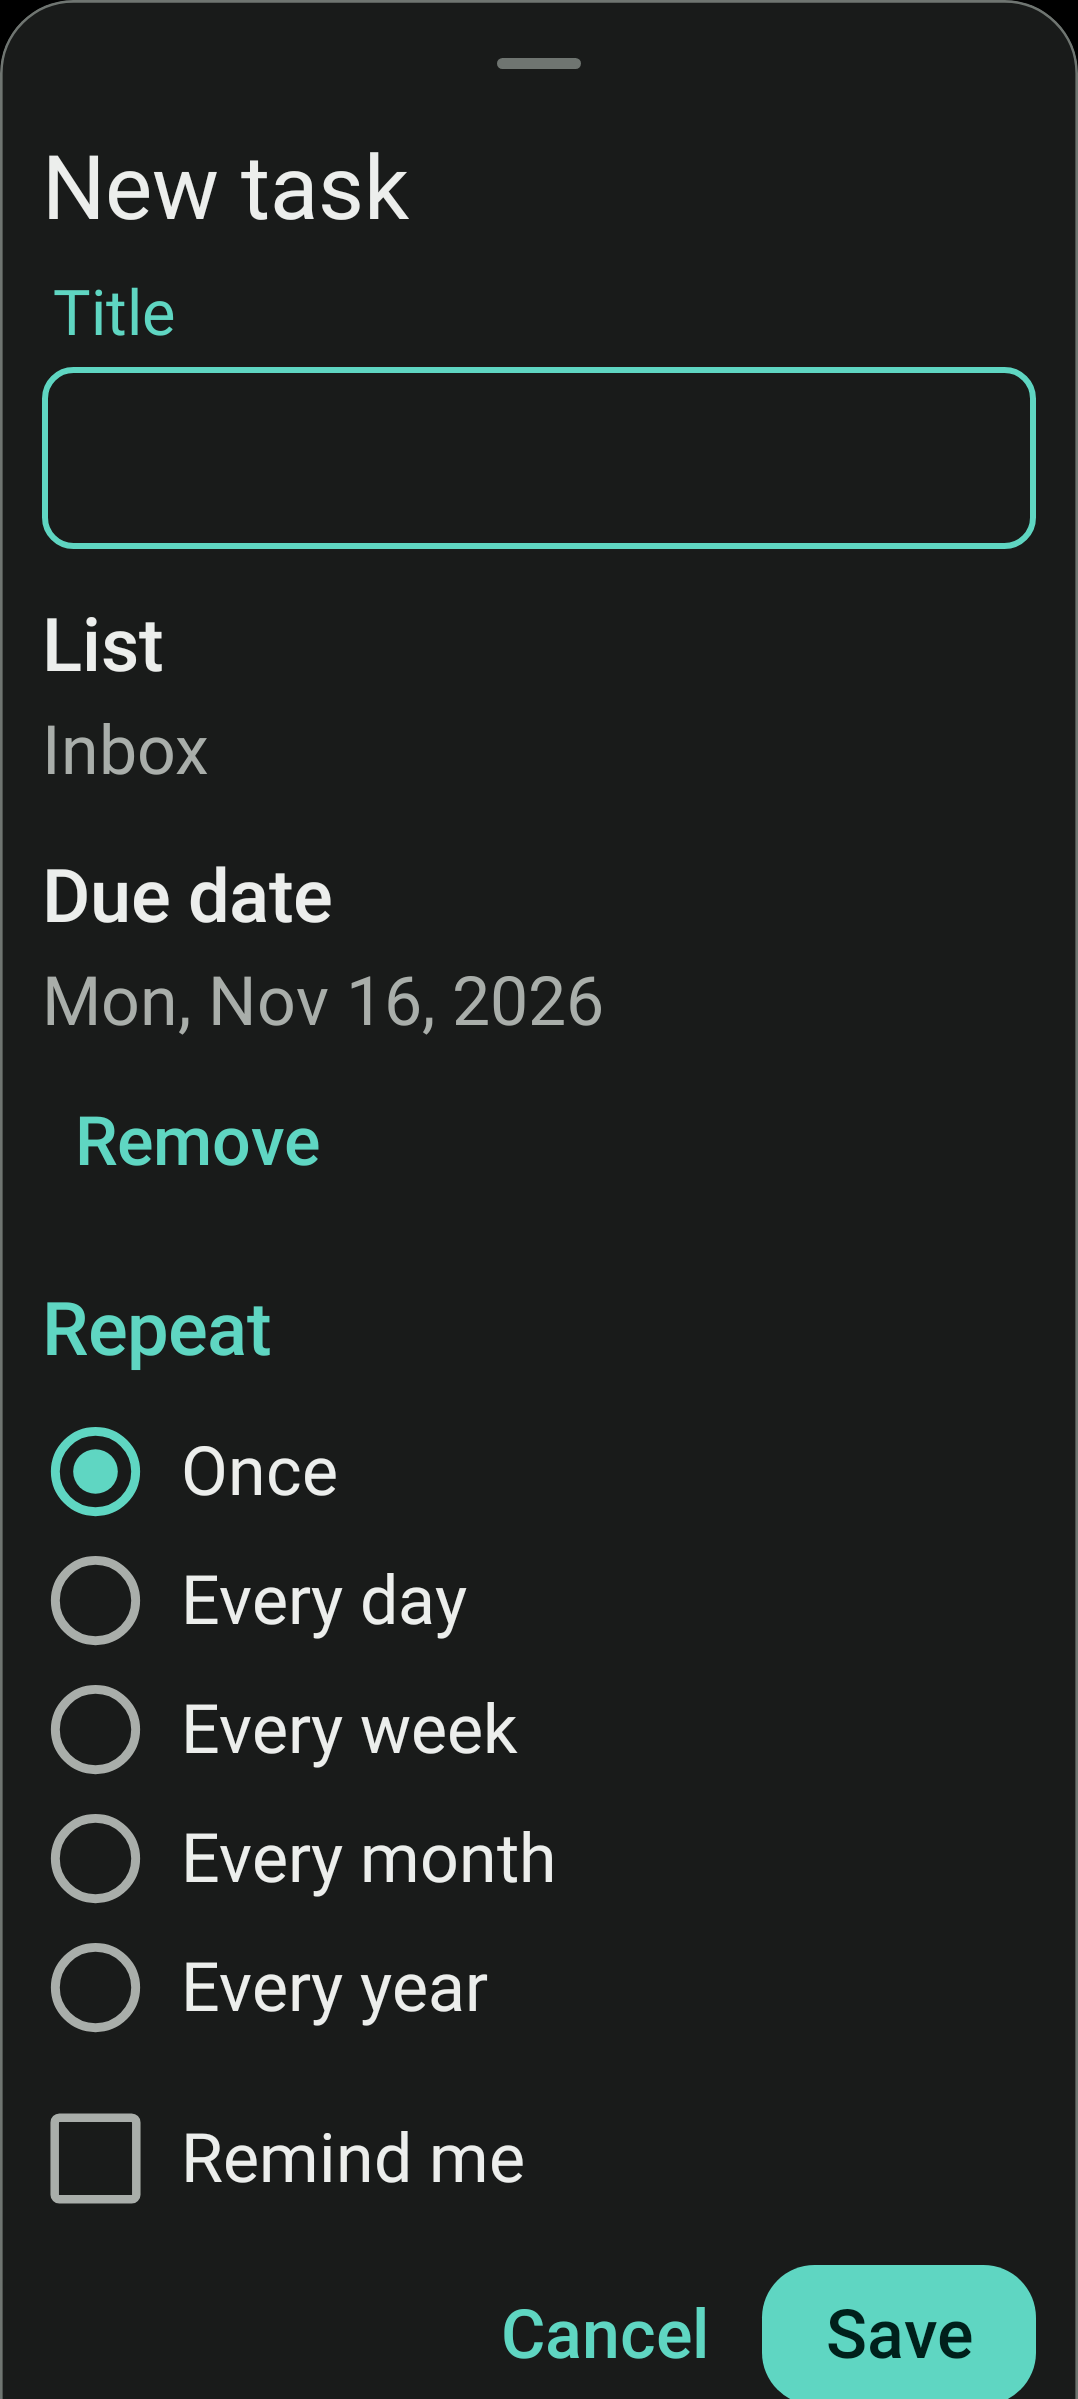 New task
Title
List
Inbox
Due date
Mon, Nov 16, 2026
Remove
Repeat
Once
Every day
Every week
Every month
Every year
Remind me
Cancel Save